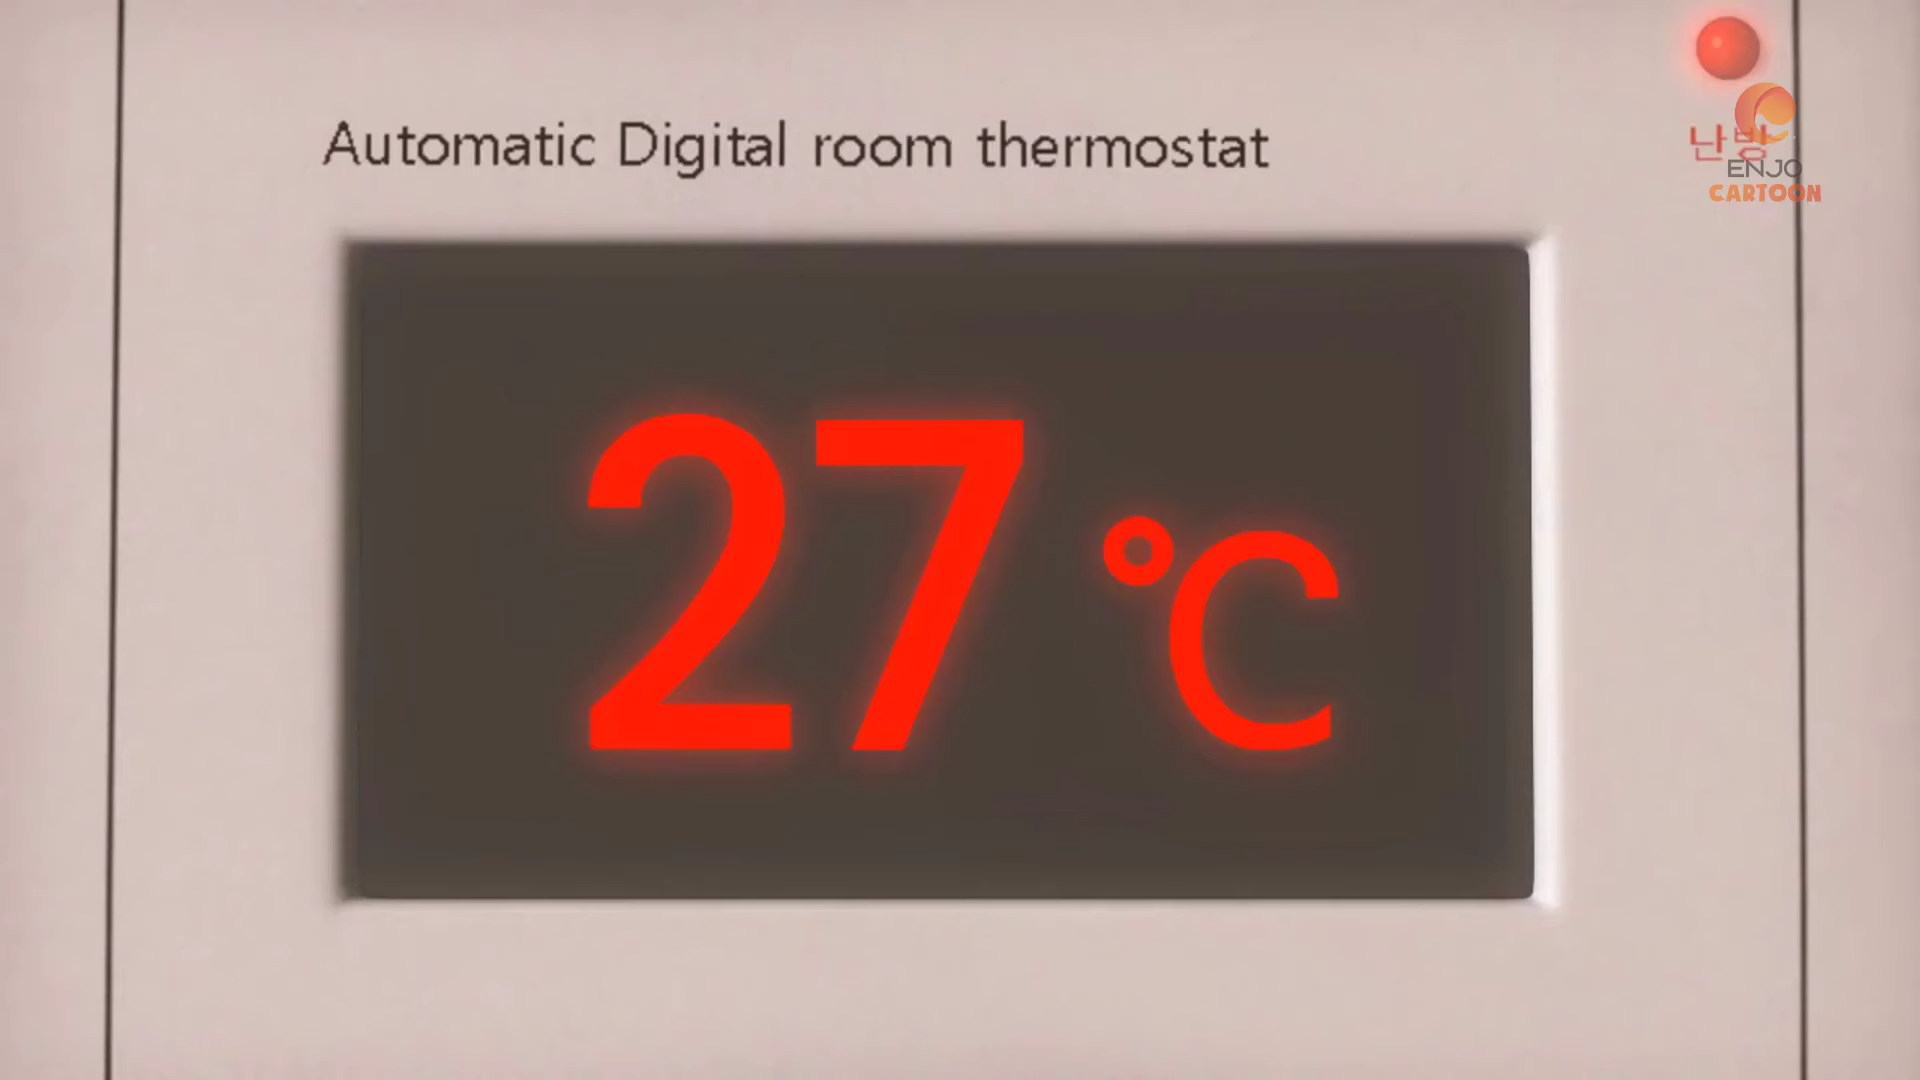 Automatic Digital room thermostat
난방
ENJO
CARTOON
27 °C